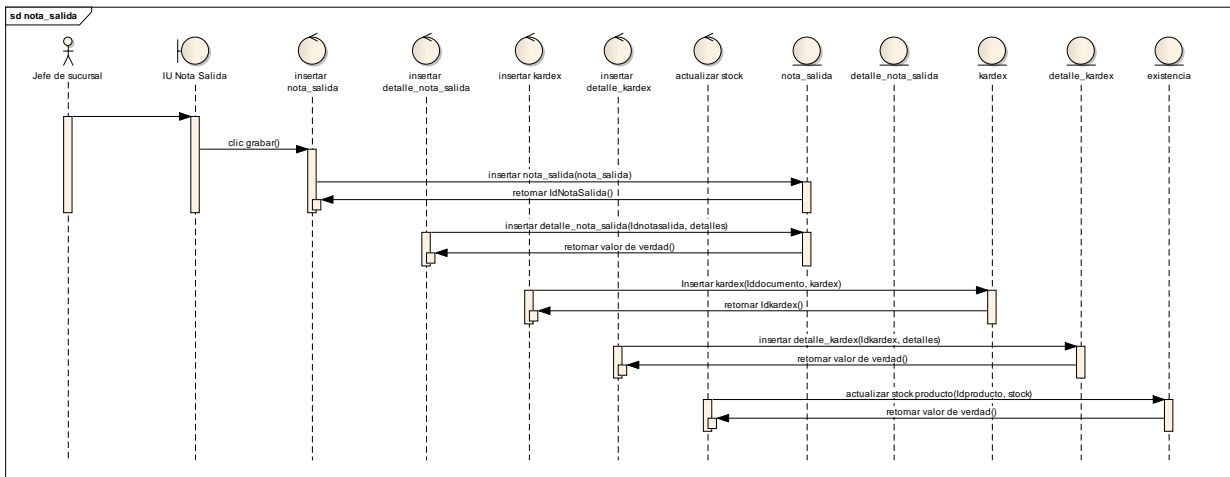 sd nota_salida
Jefe de sucursal
IU Nota Salida
insertar
nota_salida
insertar
detalle_nota_salida
insertar kardex
insertar
detalle_kardex
actualizar stock
nota_salida
detalle_nota_salida
kardex
detalle_kardex
existencia
clic grabar()
insertar nota_salida(nota_salida)
retornar IdNotaSalida()
insertar detalle_nota_salida(Idnotasalida, detalles)
retornar valor de verdad()
Insertar kardex(Iddocumento, kardex)
retornar Idkardex()
insertar detalle_kardex(Idkardex, detalles)
retornar valor de verdad()
actualizar stock producto(Idproducto, stock)
retornar valor de verdad()